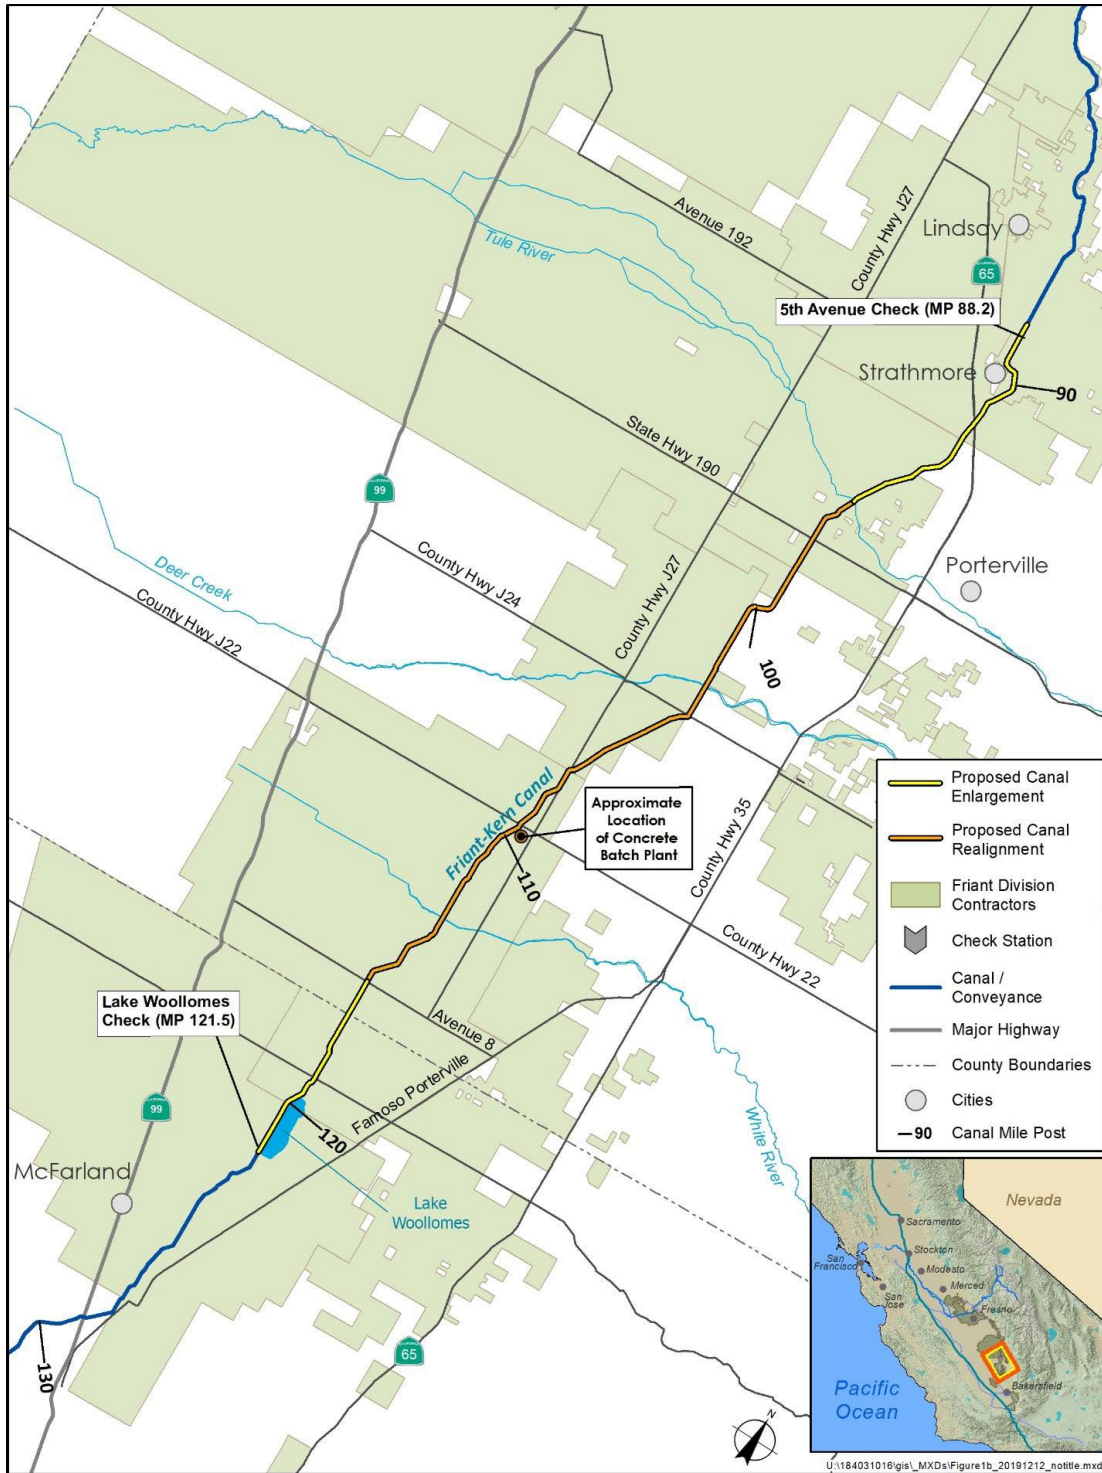 Lindsay
Avenue 192
County Hwy J27
65
Tule River
5th Avenue Check (MP 88.2)
Strathmore
90
State Hwy 190
99
Porterville
County Hwy J24
County Hwy J27
Deer Creek
County Hwy J22
100
Friant-Kern Canal
Approximate
Location
of Concrete
Batch Plant
110
County Hwy 35
County Hwy 22
Proposed Canal
Enlargement
Proposed Canal
Realignment
Friant Division
Contractors
Check Station
Canal /
Conveyance
Major Highway
County Boundaries
Cities
90 Canal Mile Post
Lake Woollomes
Check (MP 121.5)
Avenue 8
Famoso Porterville
99
120
White River
McFarland
Lake
Woollomes
65
130
N
Nevada
Sacramento
Stockton
San
Francisco
Modesto
Merced
San
Jose
Fresno
Bakersfield
Pacific
Ocean
U:\184031016\gis\_MXDs\Figure1b_20191212_notitle.mxd